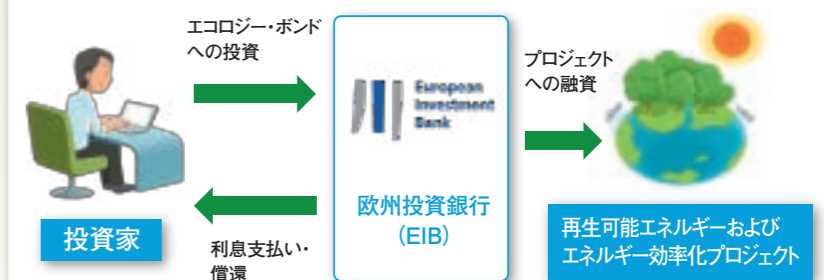 エコロジー・ボンド
への投資
European
Investment
Bank
プロジェクト
への融資
欧州投資銀行
(EIB)
投資家
利息支払い・
償還
再生可能エネルギーおよび
エネルギー効率化プロジェクト